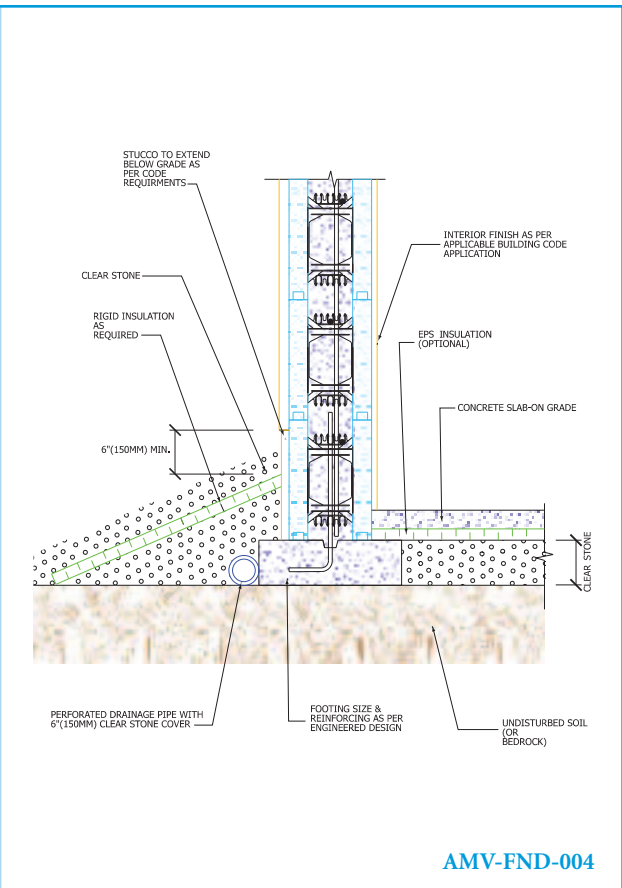 STUCCO TO EXTEND
BELOW GRADE AS
PER CODE
REQUIRMENTS
CLEAR STONE
RIGID INSULATION
AS
REQUIRED
6"(150MM) MIN.
INTERIOR FINISH AS PER
APPLICABLE BUILDING CODE
APPLICATION
EPS INSULATION
(OPTIONAL)
CONCRETE SLAB-ON GRADE
CLEAR STONE
PERFORATED DRAINAGE PIPE WITH
6"(150MM) CLEAR STONE COVER
FOOTING SIZE &
REINFORCING AS PER
ENGINEERED DESIGN
UNDISTURBED SOIL
(OR
BEDROCK)
AMV-FND-004